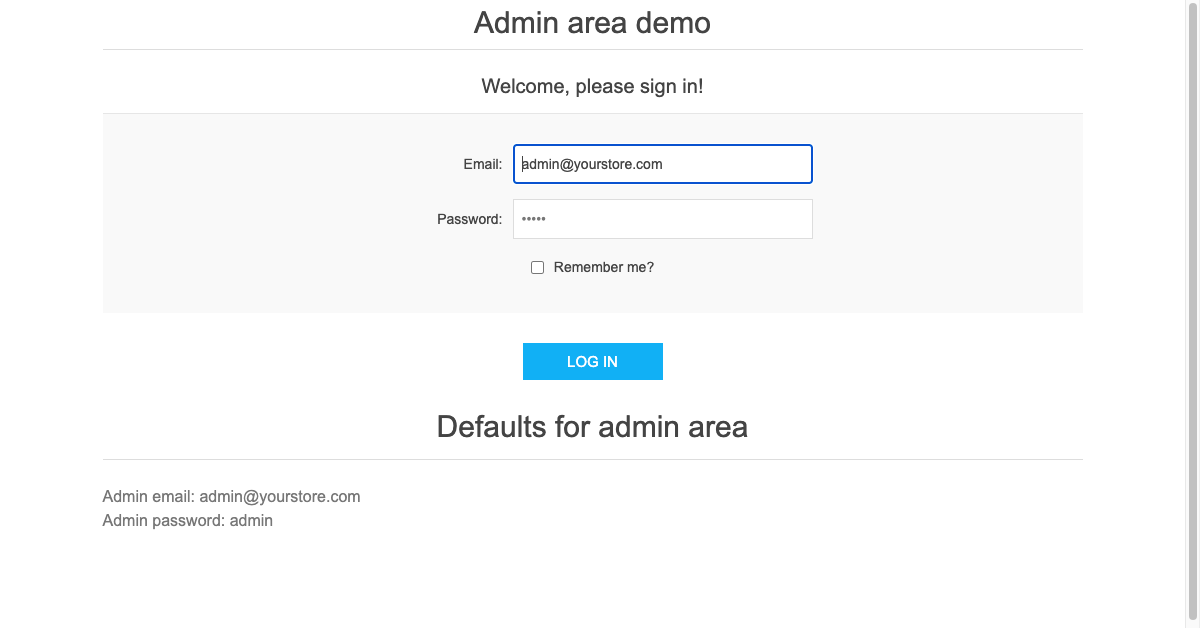 Admin area demo
Welcome, please sign in!
Email: admin@yourstore.com
Password: •••••
Remember me?
LOG IN
Defaults for admin area
Admin email: admin@yourstore.com
Admin password: admin